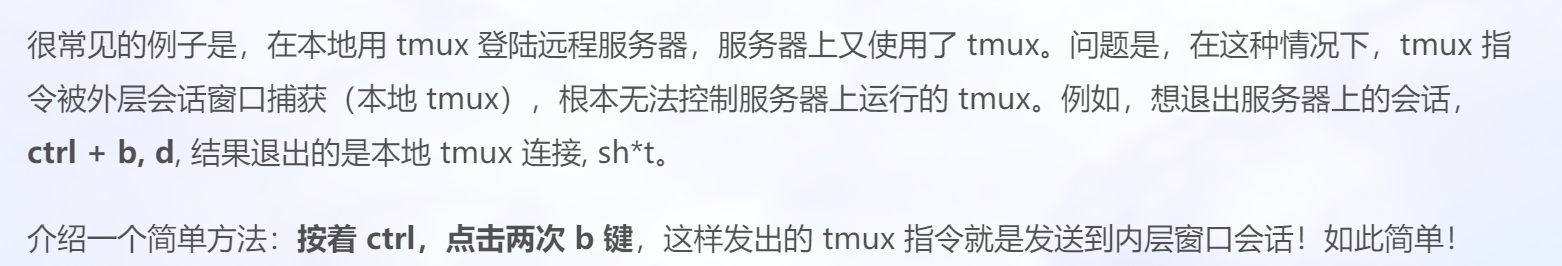 很常见的例子是，在本地用 tmux 登陆远程服务器，服务器上又使用了 tmux。问题是，在这种情况下，tmux 指
令被外层会话窗口捕获（本地 tmux），根本无法控制服务器上运行的 tmux。例如，想退出服务器上的会话，
ctrl + b, d, 结果退出的是本地 tmux 连接, sh*t。
介绍一个简单方法：按着 ctrl，点击两次 b 键，这样发出的 tmux 指令就是发送到内层窗口会话！如此简单！